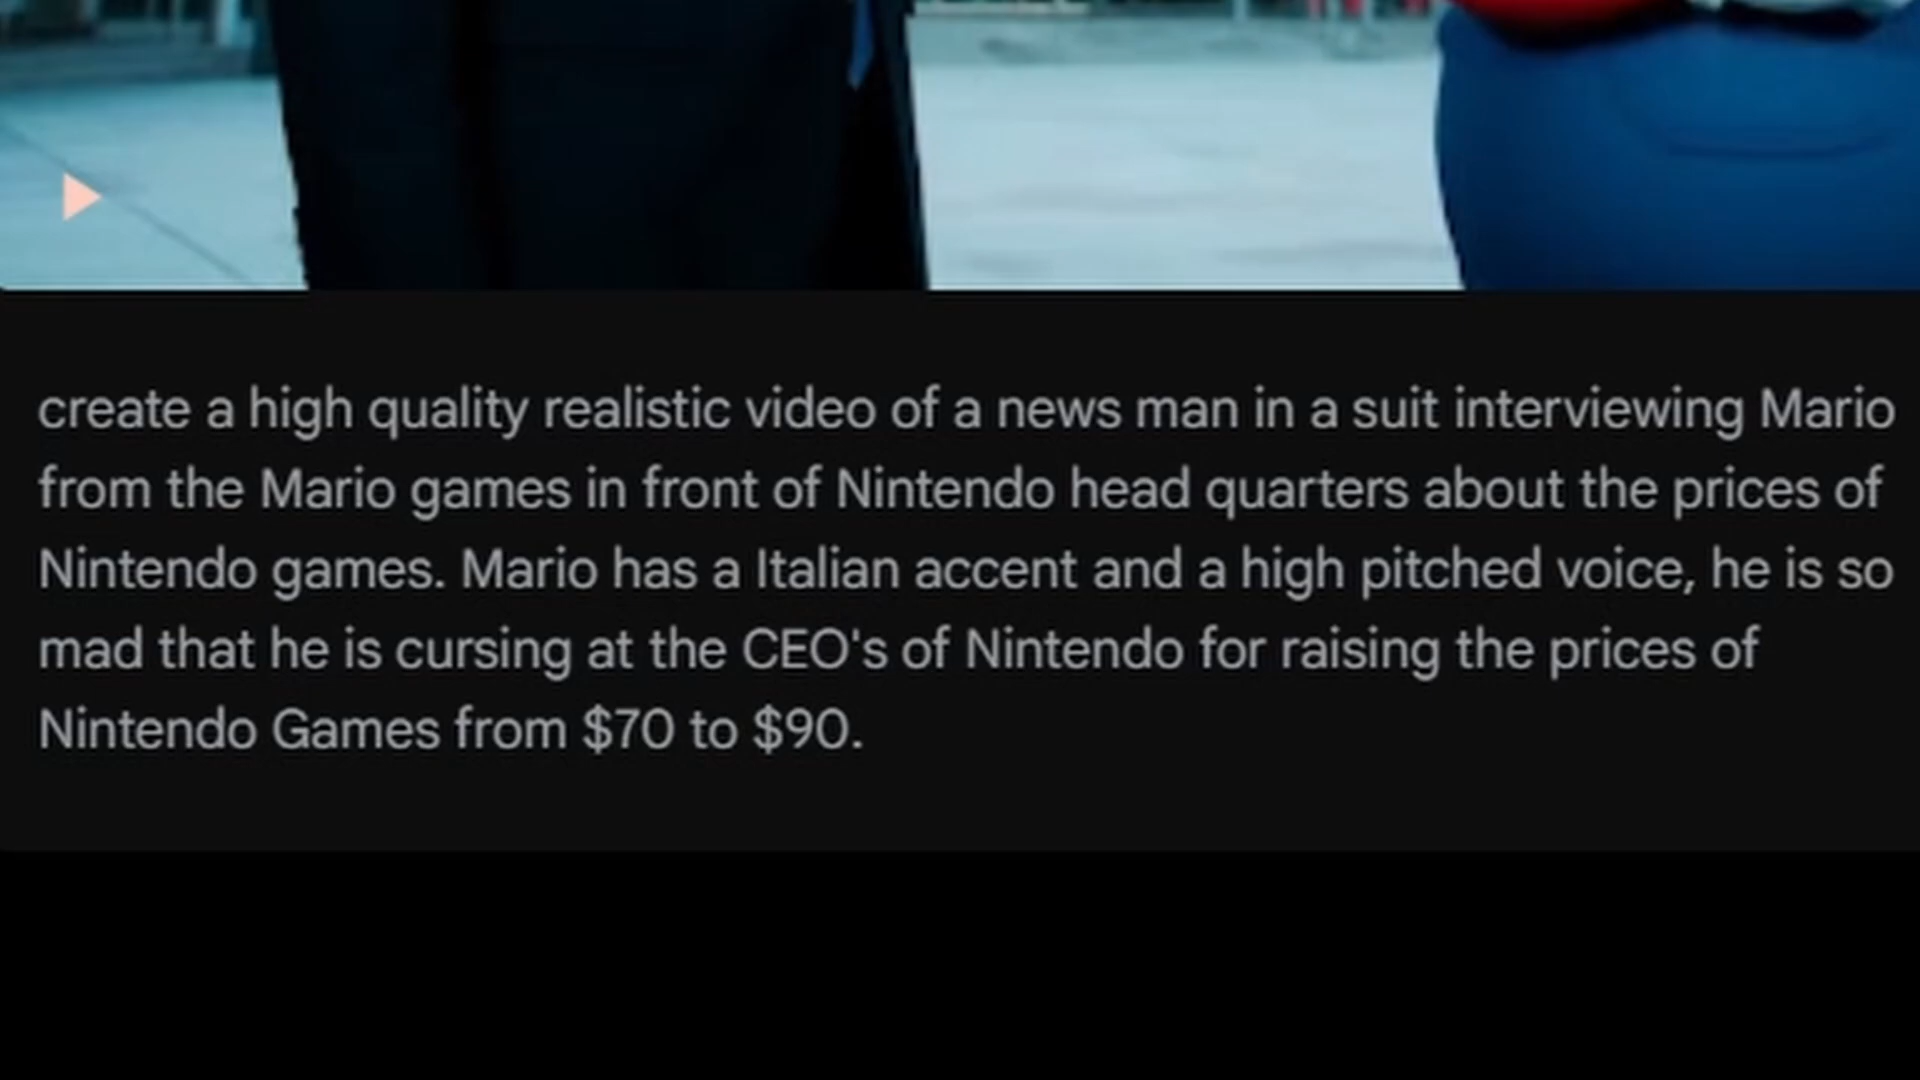 create a high quality realistic video of a news man in a suit interviewing Mario
from the Mario games in front of Nintendo head quarters about the prices of
Nintendo games. Mario has a Italian accent and a high pitched voice, he is so
mad that he is cursing at the CEO's of Nintendo for raising the prices of
Nintendo Games from $70 to $90.